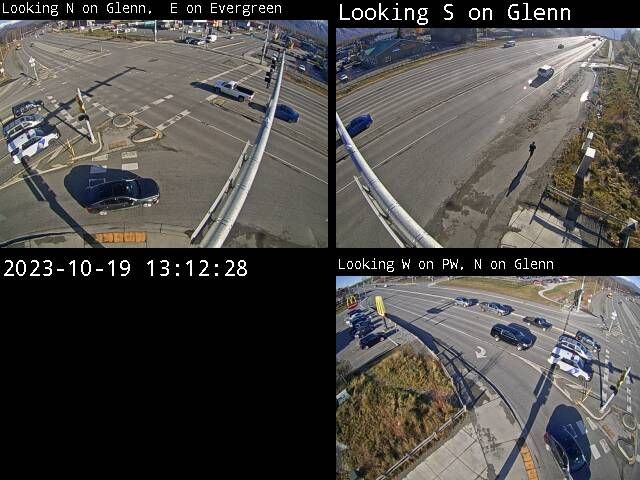 Looking N on Glenn,  E on Evergreen
Looking S on Glenn
2023-10-19 13:12:28
Looking W on PW, N on Glenn